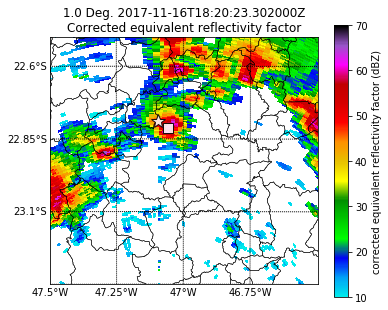 1.0 Deg. 2017-11-16T18:20:23.302000Z
Corrected equivalent reflectivity factor
22.6°S
22.85°S
23.1°S
47.5°W 47.25°W 47°W 46.75°W
70
60
50
40
30
20
10
corrected equivalent reflectivity factor (dBZ)